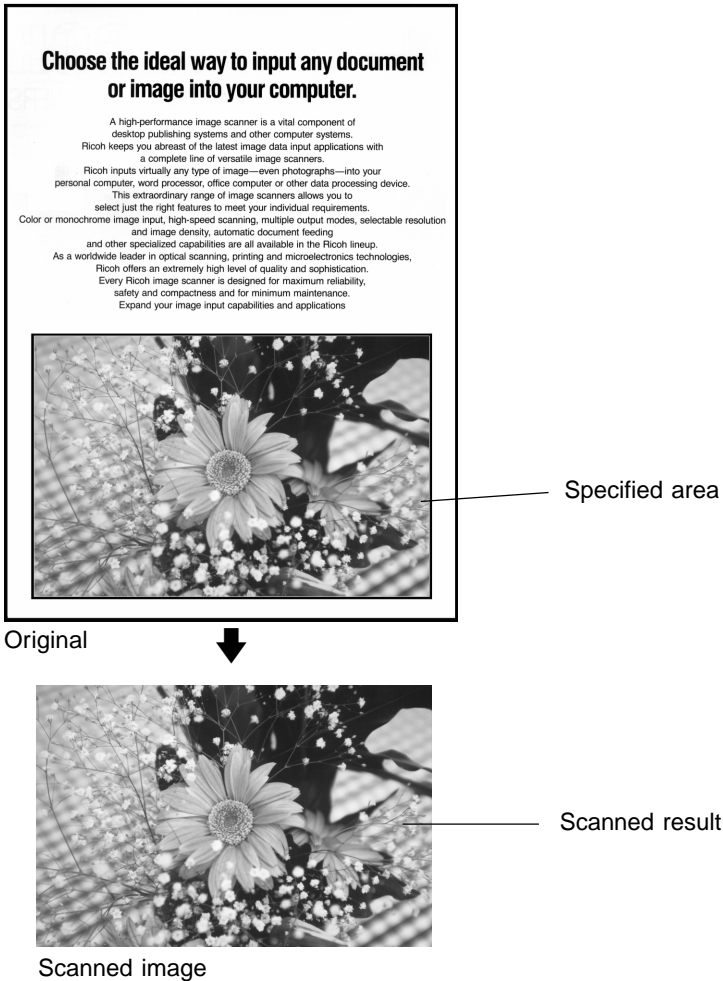 Choose the ideal way to input any document
or image into your computer.
A high-performance image scanner is a vital component of
desktop publishing systems and other computer systems.
Ricoh keeps you abreast of the latest image data input applications with
a complete line of versatile image scanners.
Ricoh inputs virtually any type of image—even photographs—into your
personal computer, word processor, office computer or other data processing device.
This extraordinary range of image scanners allows you to
select just the right features to meet your individual requirements.
Color or monochrome image input, high-speed scanning, multiple output modes, selectable resolution
and image density, automatic document feeding
and other specialized capabilities are all available in the Ricoh lineup.
As a worldwide leader in optical scanning, printing and microelectronics technologies,
Ricoh offers an extremely high level of quality and sophistication.
Every Ricoh image scanner is designed for maximum reliability,
safety and compactness and for minimum maintenance.
Expand your image input capabilities and applications
Specified area
Original
Scanned result
Scanned image